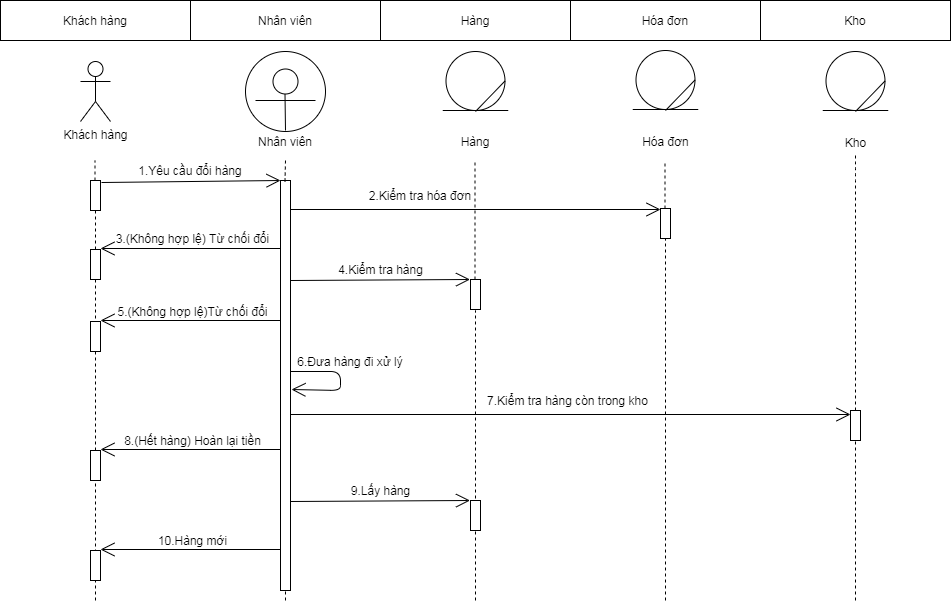 Khách hàng
Nhân viên
Hàng
Hóa đơn
Kho
Khách hàng
Nhân viên
Hàng
Hóa đơn
Kho
1.Yêu cầu đổi hàng
2.Kiểm tra hóa đơn
3.(Không hợp lệ) Từ chối đổi
4.Kiểm tra hàng
5.(Không hợp lệ)Từ chối đổi
6.Đưa hàng đi xử lý
7.Kiểm tra hàng còn trong kho
8.(Hết hàng) Hoàn lại tiền
9.Lấy hàng
10.Hàng mới